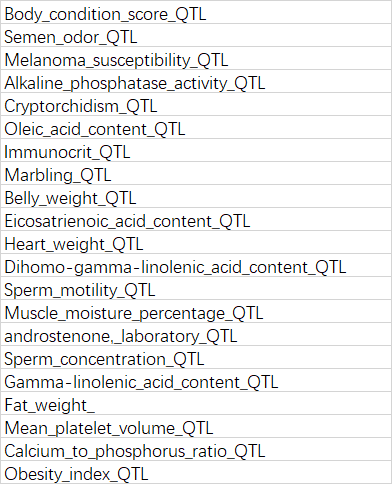 Body_condition_score_QTL
Semen_odor_QTL
Melanoma_susceptibility_QTL
Alkaline_phosphatase_activity_QTL
Cryptorchidism_QTL
Oleic_acid_content_QTL
Immunocrit_QTL
Marbling_QTL
Belly_weight_QTL
Eicosatrienoic_acid_content_QTL
Heart_weight_QTL
Dihomo-gamma-linolenic_acid_content_QTL
Sperm_motility_QTL
Muscle_moisture_percentage_QTL
androstenone,_laboratory_QTL
Sperm_concentration_QTL
Gamma-linolenic_acid_content_QTL
Fat_weight_
Mean_platelet_volume_QTL
Calcium_to_phosphorus_ratio_QTL
Obesity_index_QTL